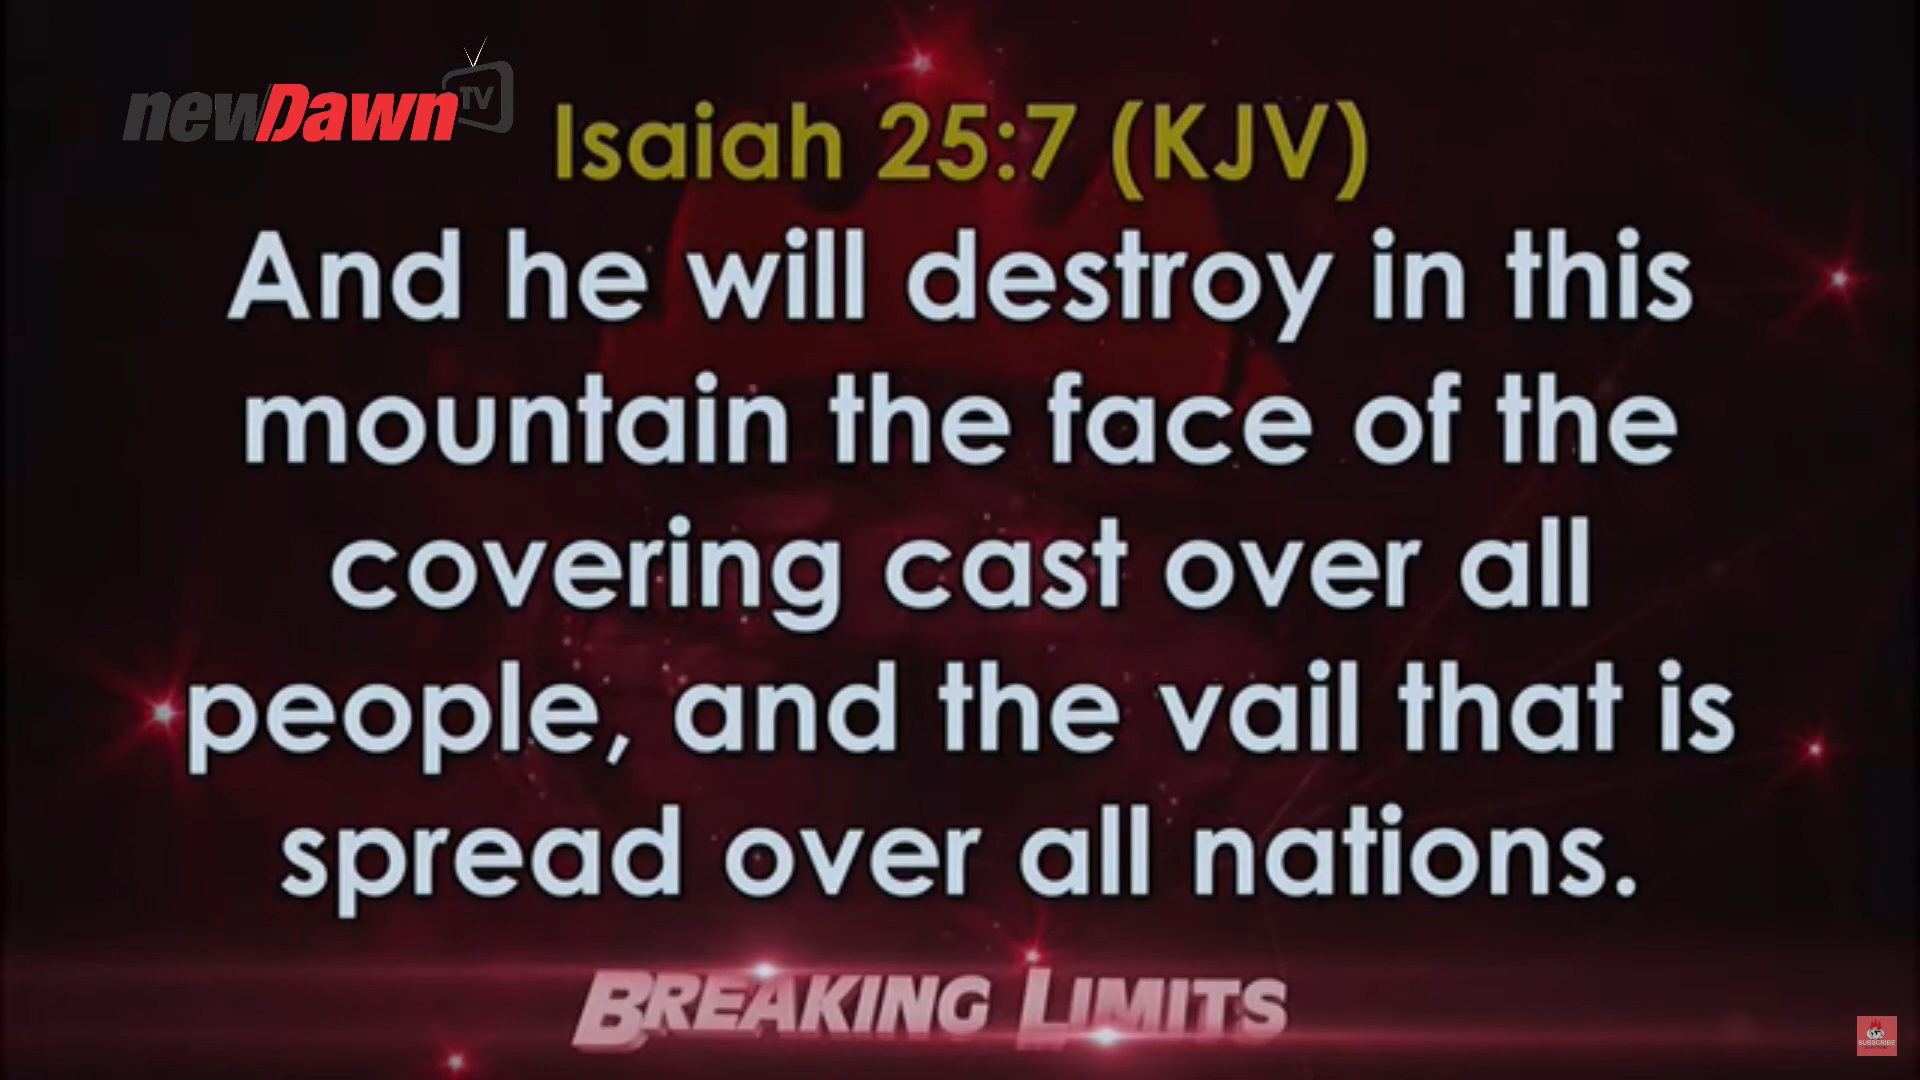 newDawn TV
Isaiah 25:7 (KJV)
And he will destroy in this
mountain the face of the
covering cast over all
people, and the vail that is
spread over all nations.
BREAKING LIMITS
SUBSCRIBE